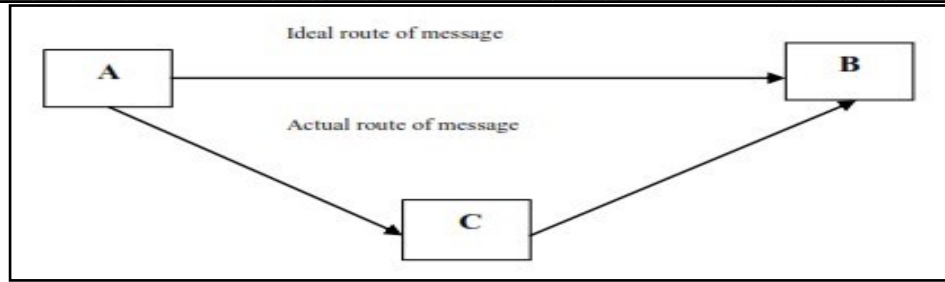 Ideal route of message
A
B
Actual route of message
C